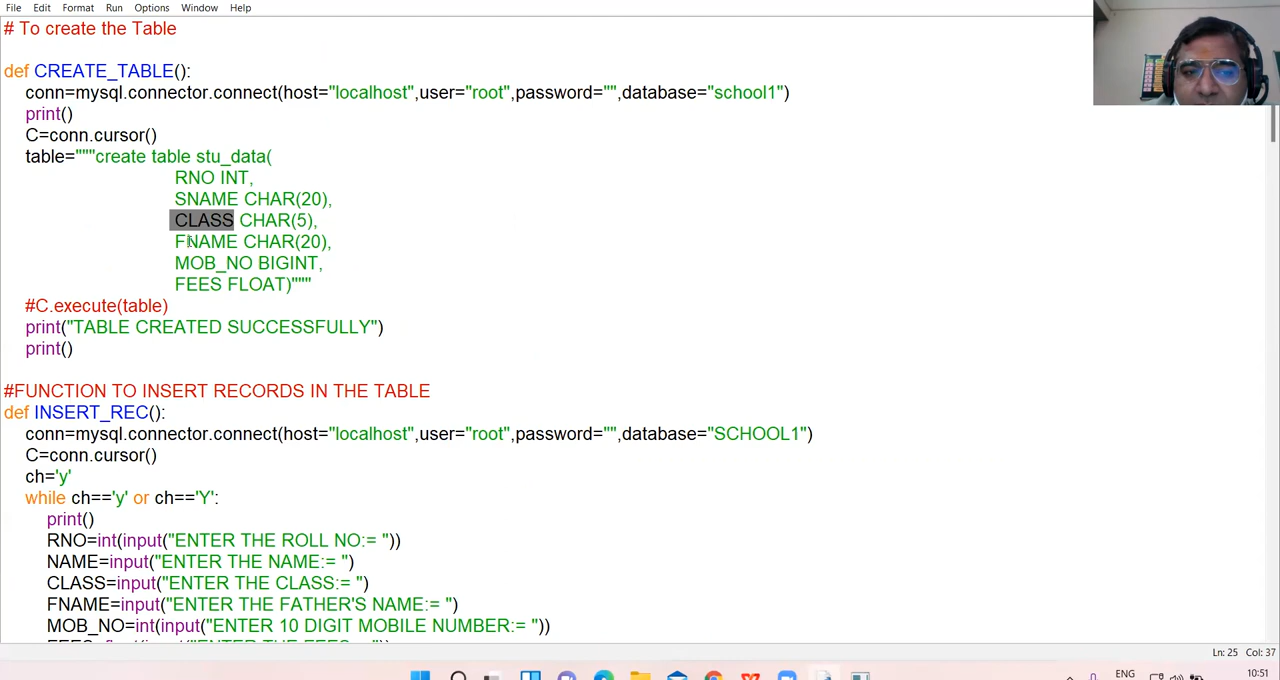 File Edit Format Run Options Window Help
# To create the Table
def CREATE_TABLE():
conn=mysql.connector.connect(host="localhost",user="root",password="",database="school1")
print()
C=conn.cursor()
table="""create table stu_data(
RNO INT,
SNAME CHAR(20),
CLASS CHAR(5),
FNAME CHAR(20),
MOB_NO BIGINT,
FEES FLOAT)"""
#C.execute(table)
print("TABLE CREATED SUCCESSFULLY")
print()
#FUNCTION TO INSERT RECORDS IN THE TABLE
def INSERT_REC():
conn=mysql.connector.connect(host="localhost",user="root",password="",database="SCHOOL1")
C=conn.cursor()
ch='y'
while ch=='y' or ch=='Y':
print()
RNO=int(input("ENTER THE ROLL NO:= "))
NAME=input("ENTER THE NAME:= ")
CLASS=input("ENTER THE CLASS:= ")
FNAME=input("ENTER THE FATHER'S NAME:= ")
MOB_NO=int(input("ENTER 10 DIGIT MOBILE NUMBER:= "))
Ln: 25 Col: 37
ENG
10:51